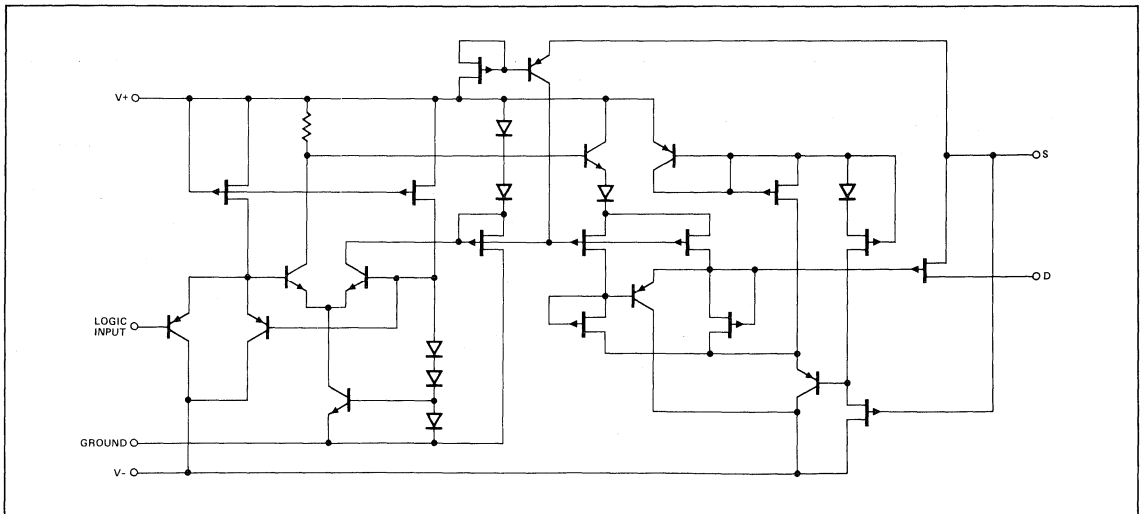 V+
S
D
LOGIC
INPUT
GROUND
V-